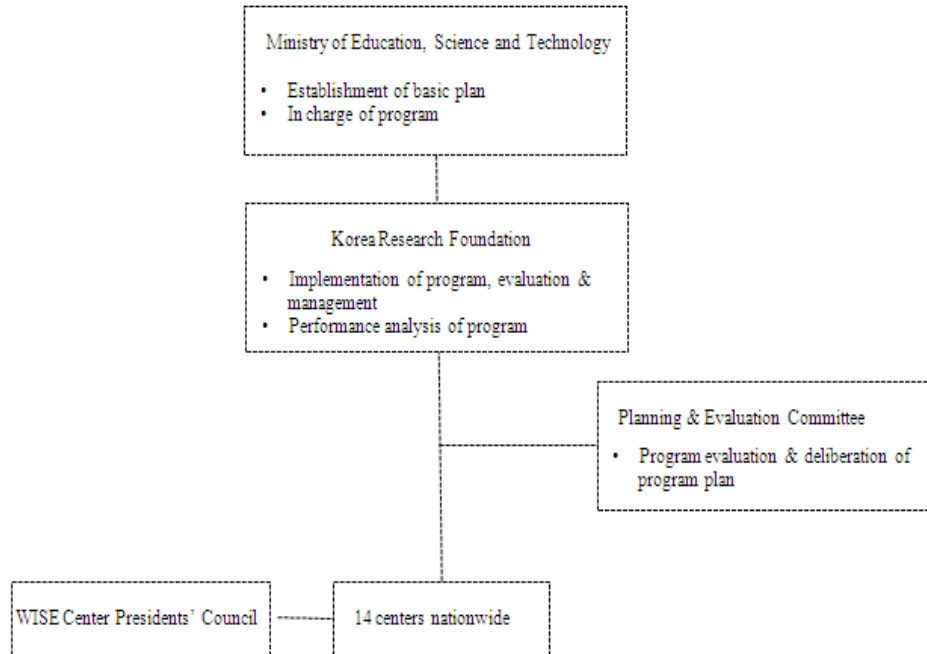 Ministry of Education, Science and Technology
• Establishment of basic plan
• In charge of program
Korea Research Foundation
• Implementation of program, evaluation &
management
• Performance analysis of program
Planning & Evaluation Committee
• Program evaluation & deliberation of
program plan
WISE Center Presidents’ Council
14 centers nationwide